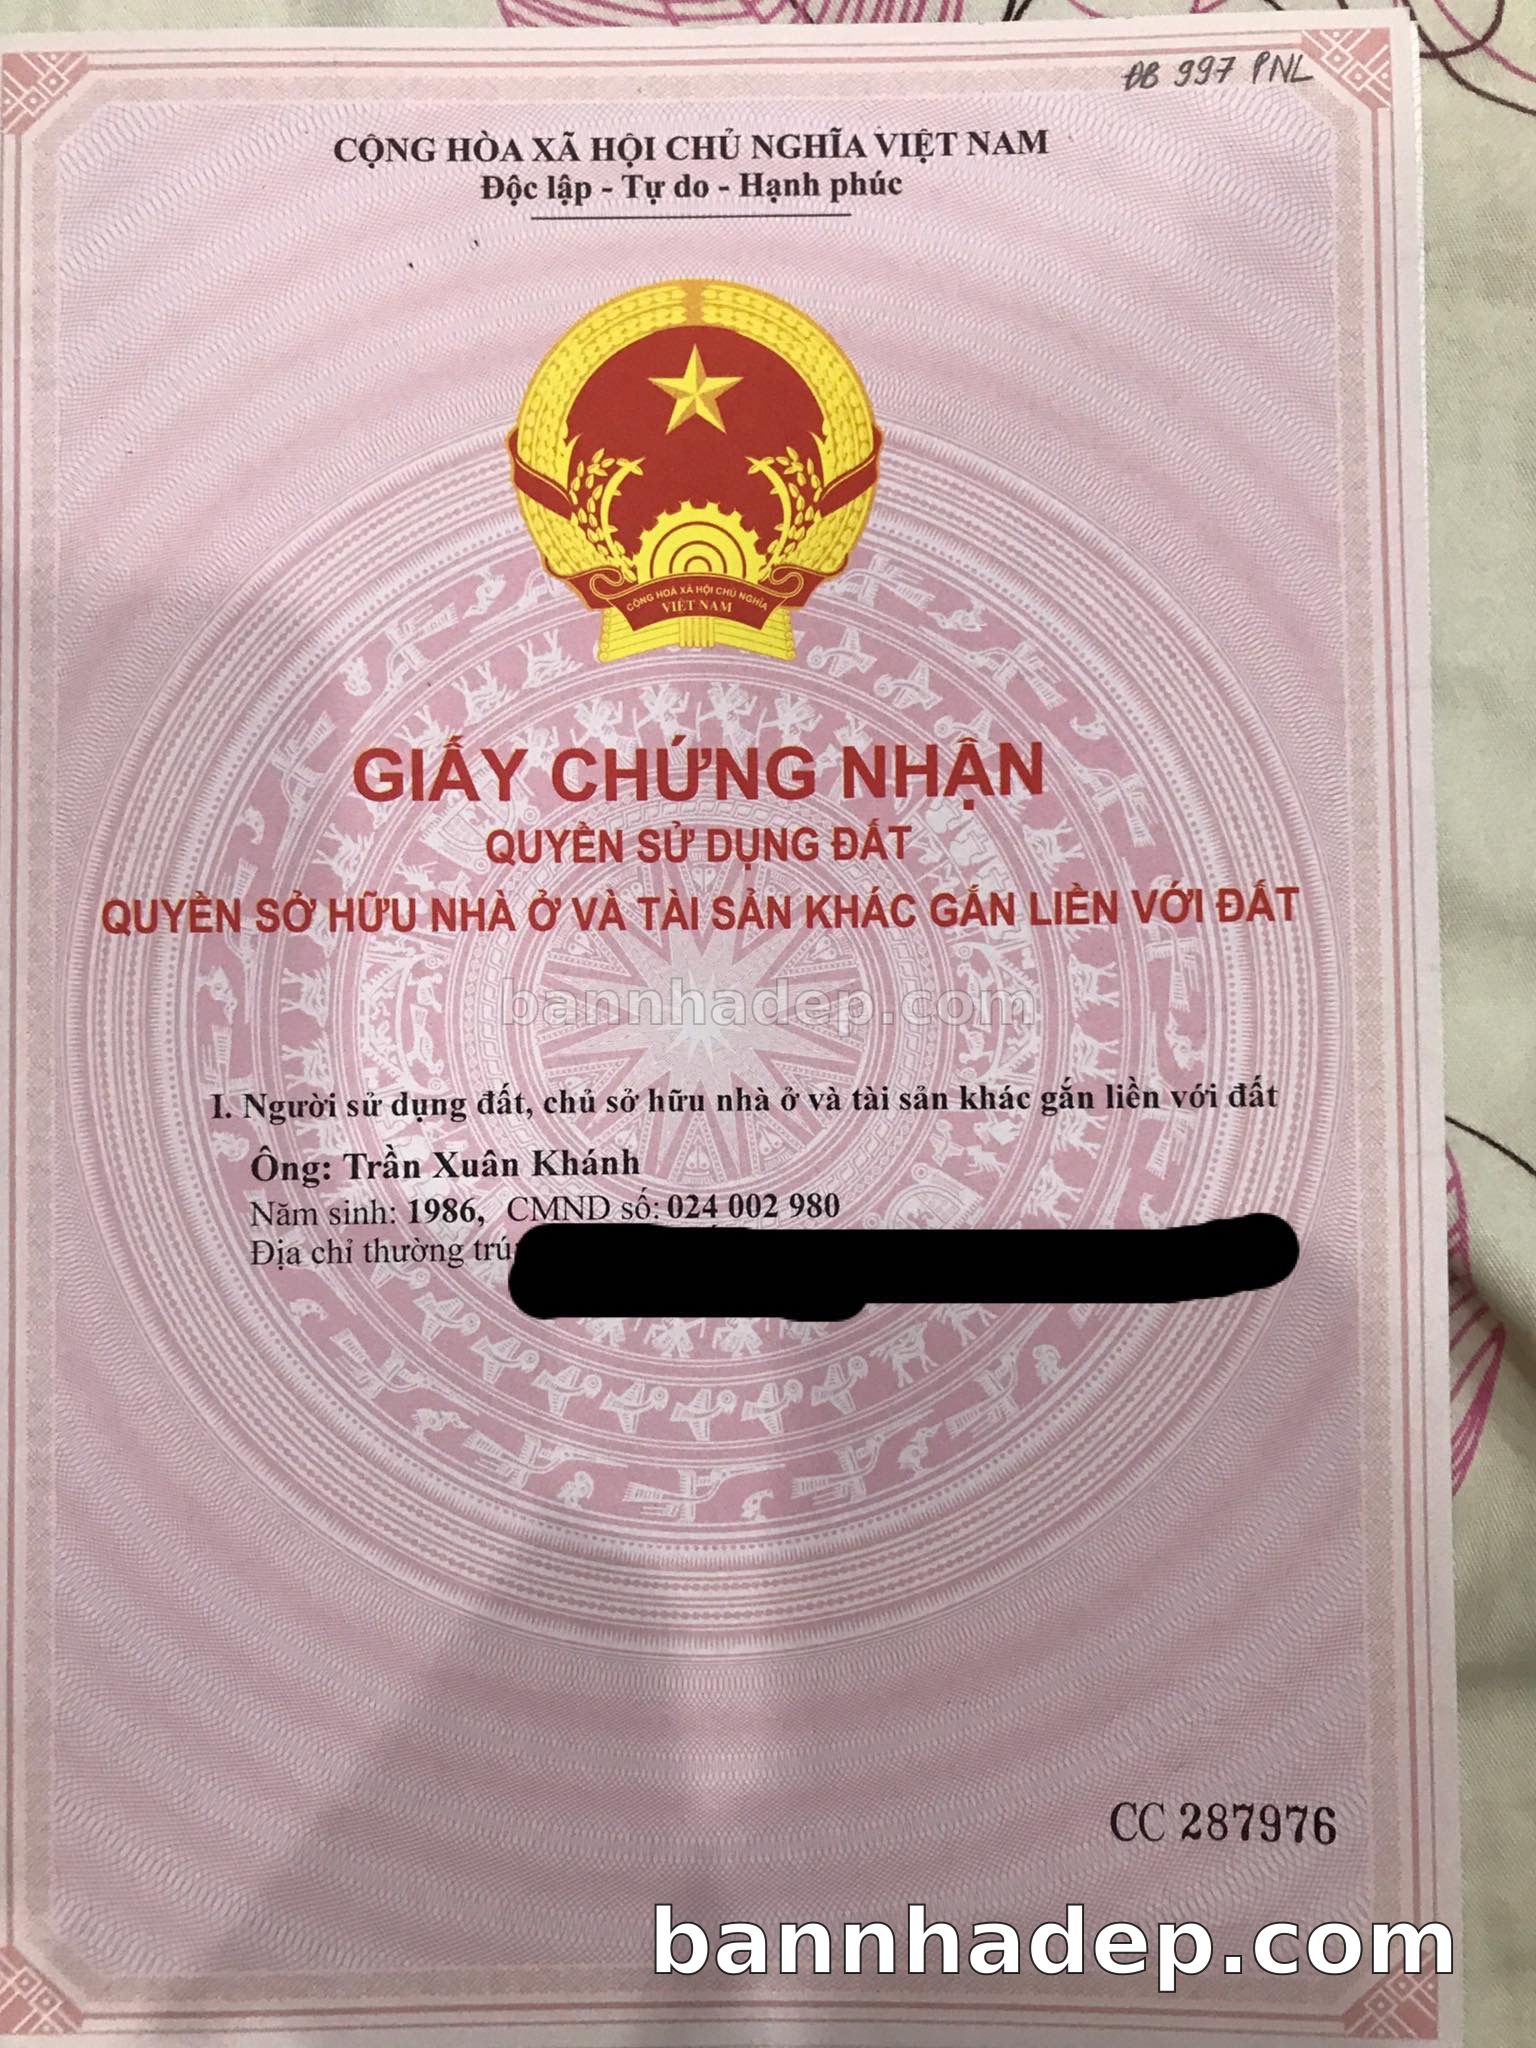 ĐB 997 PNL
CỘNG HÒA XÃ HỘI CHỦ NGHĨA VIỆT NAM
Độc lập - Tự do - Hạnh phúc
CỘNG HOÀ XÃ HỘI CHỦ NGHĨA
VIỆT NAM
GIẤY CHỨNG NHẬN
QUYỀN SỬ DỤNG ĐẤT
QUYỀN SỞ HỮU NHÀ Ở VÀ TÀI SẢN KHÁC GẮN LIỀN VỚI ĐẤT
bannhadep.com
I. Người sử dụng đất, chủ sở hữu nhà ở và tài sản khác gắn liền với đất
Ông: Trần Xuân Khánh
Năm sinh: 1986, CMND số: 024 002 980
Địa chỉ thường trú:
CC 287976
bannhadep.com